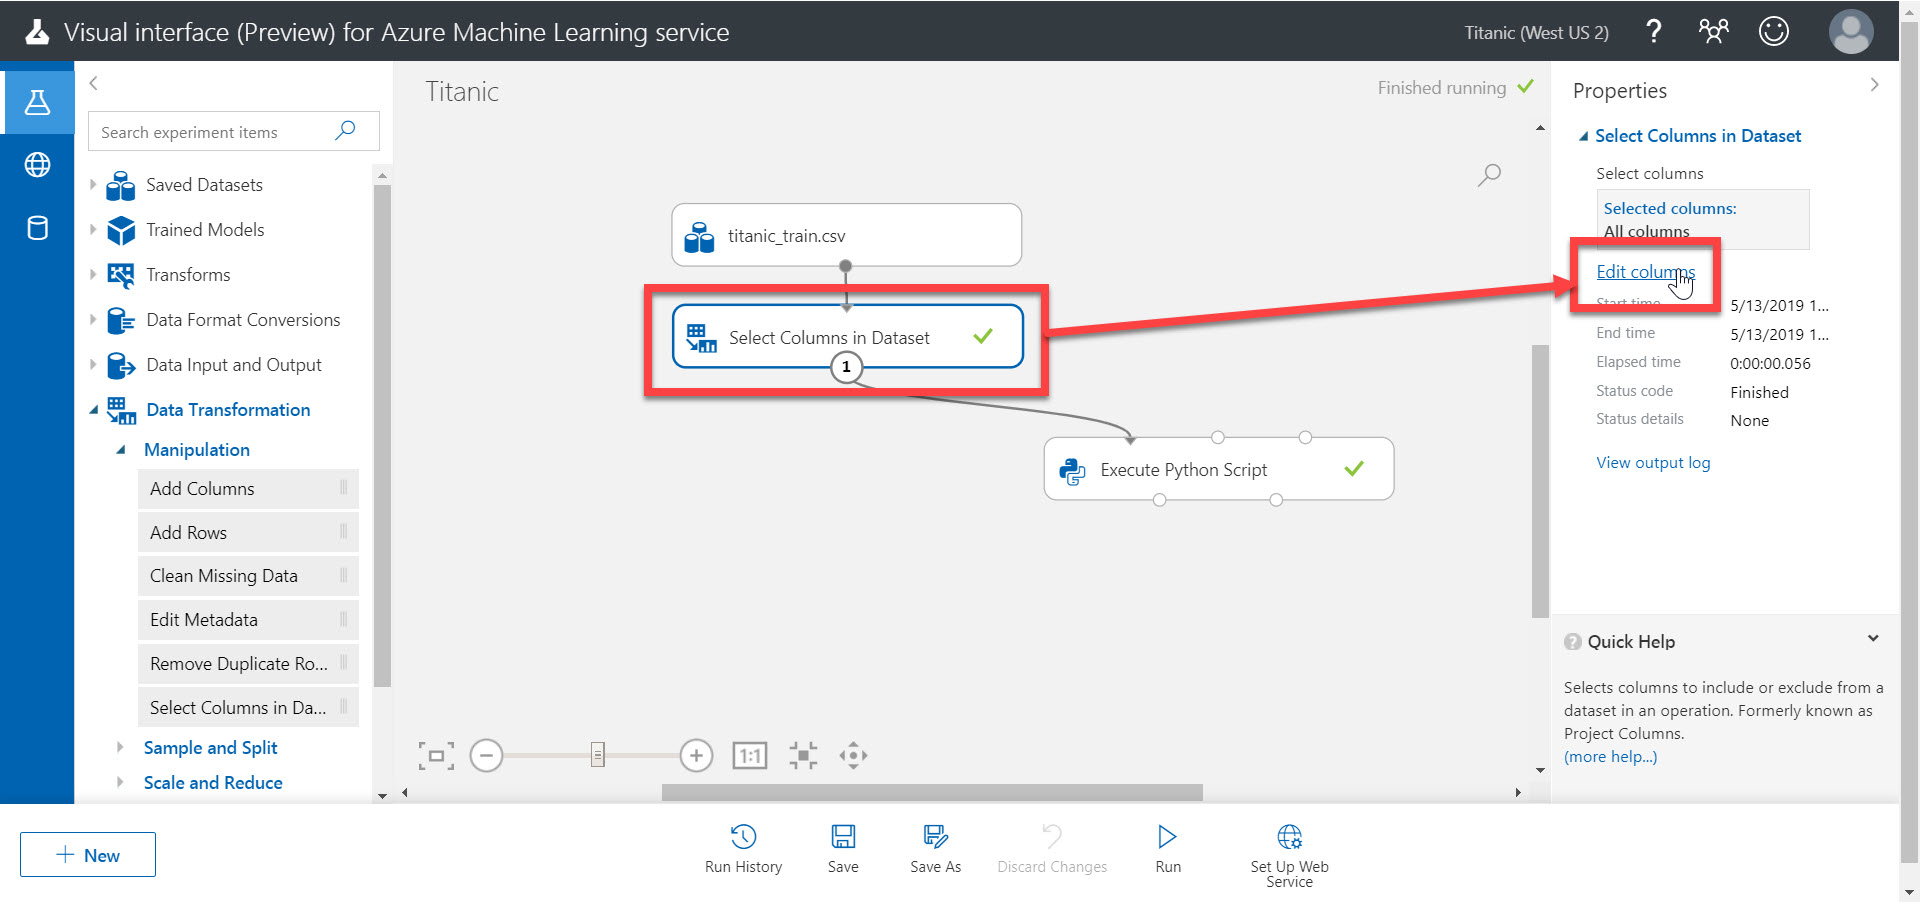 Visual interface (Preview) for Azure Machine Learning service
Titanic (West US 2)
?
Search experiment items
Saved Datasets
Trained Models
Transforms
Data Format Conversions
Data Input and Output
Data Transformation
Manipulation
Add Columns
Add Rows
Clean Missing Data
Edit Metadata
Remove Duplicate Ro...
Select Columns in Da...
Sample and Split
Scale and Reduce
Titanic
Finished running
titanic_train.csv
Select Columns in Dataset
1
Execute Python Script
1:1
Properties
Select Columns in Dataset
Select columns
Selected columns:
All columns
Edit columns
Start time 5/13/2019 1...
End time 5/13/2019 1...
Elapsed time 0:00:00.056
Status code Finished
Status details None
View output log
? Quick Help
Selects columns to include or exclude from a
dataset in an operation. Formerly known as
Project Columns.
(more help...)
+ New
Run History
Save
Save As
Discard Changes
Run
Set Up Web
Service